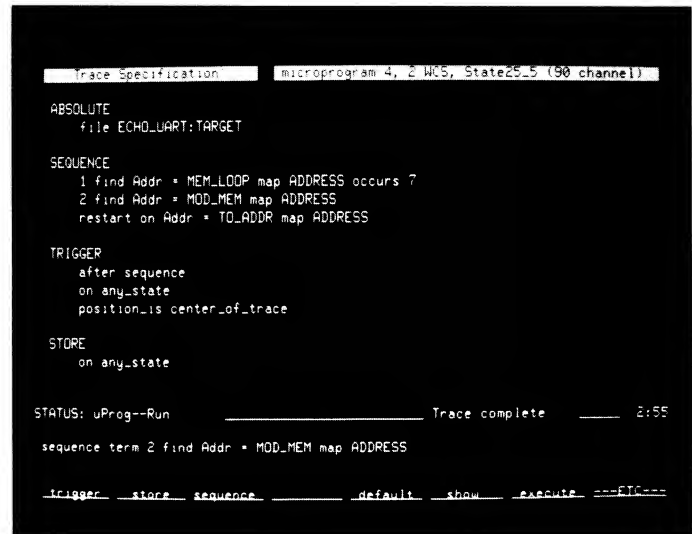 Trace Specification microprogram 4, 2 WCS, State25_5 (90 channel)
ABSOLUTE
file ECHO_UART:TARGET
SEQUENCE
1 find Addr = MEM_LOOP map ADDRESS occurs 7
2 find Addr = MOD_MEM map ADDRESS
restart on Addr = TO_ADDR map ADDRESS
TRIGGER
after sequence
on any_state
position_is center_of_trace
STORE
on any_state
STATUS: uProg--Run Trace complete 2:55
sequence term 2 find Addr = MOD_MEM map ADDRESS
trigger store sequence default show execute ---ETC---